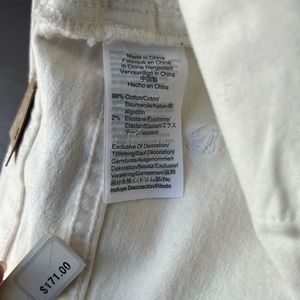 Made in China
Fabriqué en Chine
In China Hergestellt
Vervaardigd in China
中国製
Hecho en China
98% Cotton/Coton/
Baumwolle/Katoen/綿/
algodón
2% Elastane/Élasthanne/
Elastan/Elastaan/エラス
テーン/elastano
Exclusive Of Decoration/
Trimming/Sauf Décoration/
Garnitures/Ausgenommen
Dekoration/Besatz/Exclusief
Versiering/Garneersel/装飾
部分を除く/トリム部/No
Incluye Decoración/Ribete
$171.00